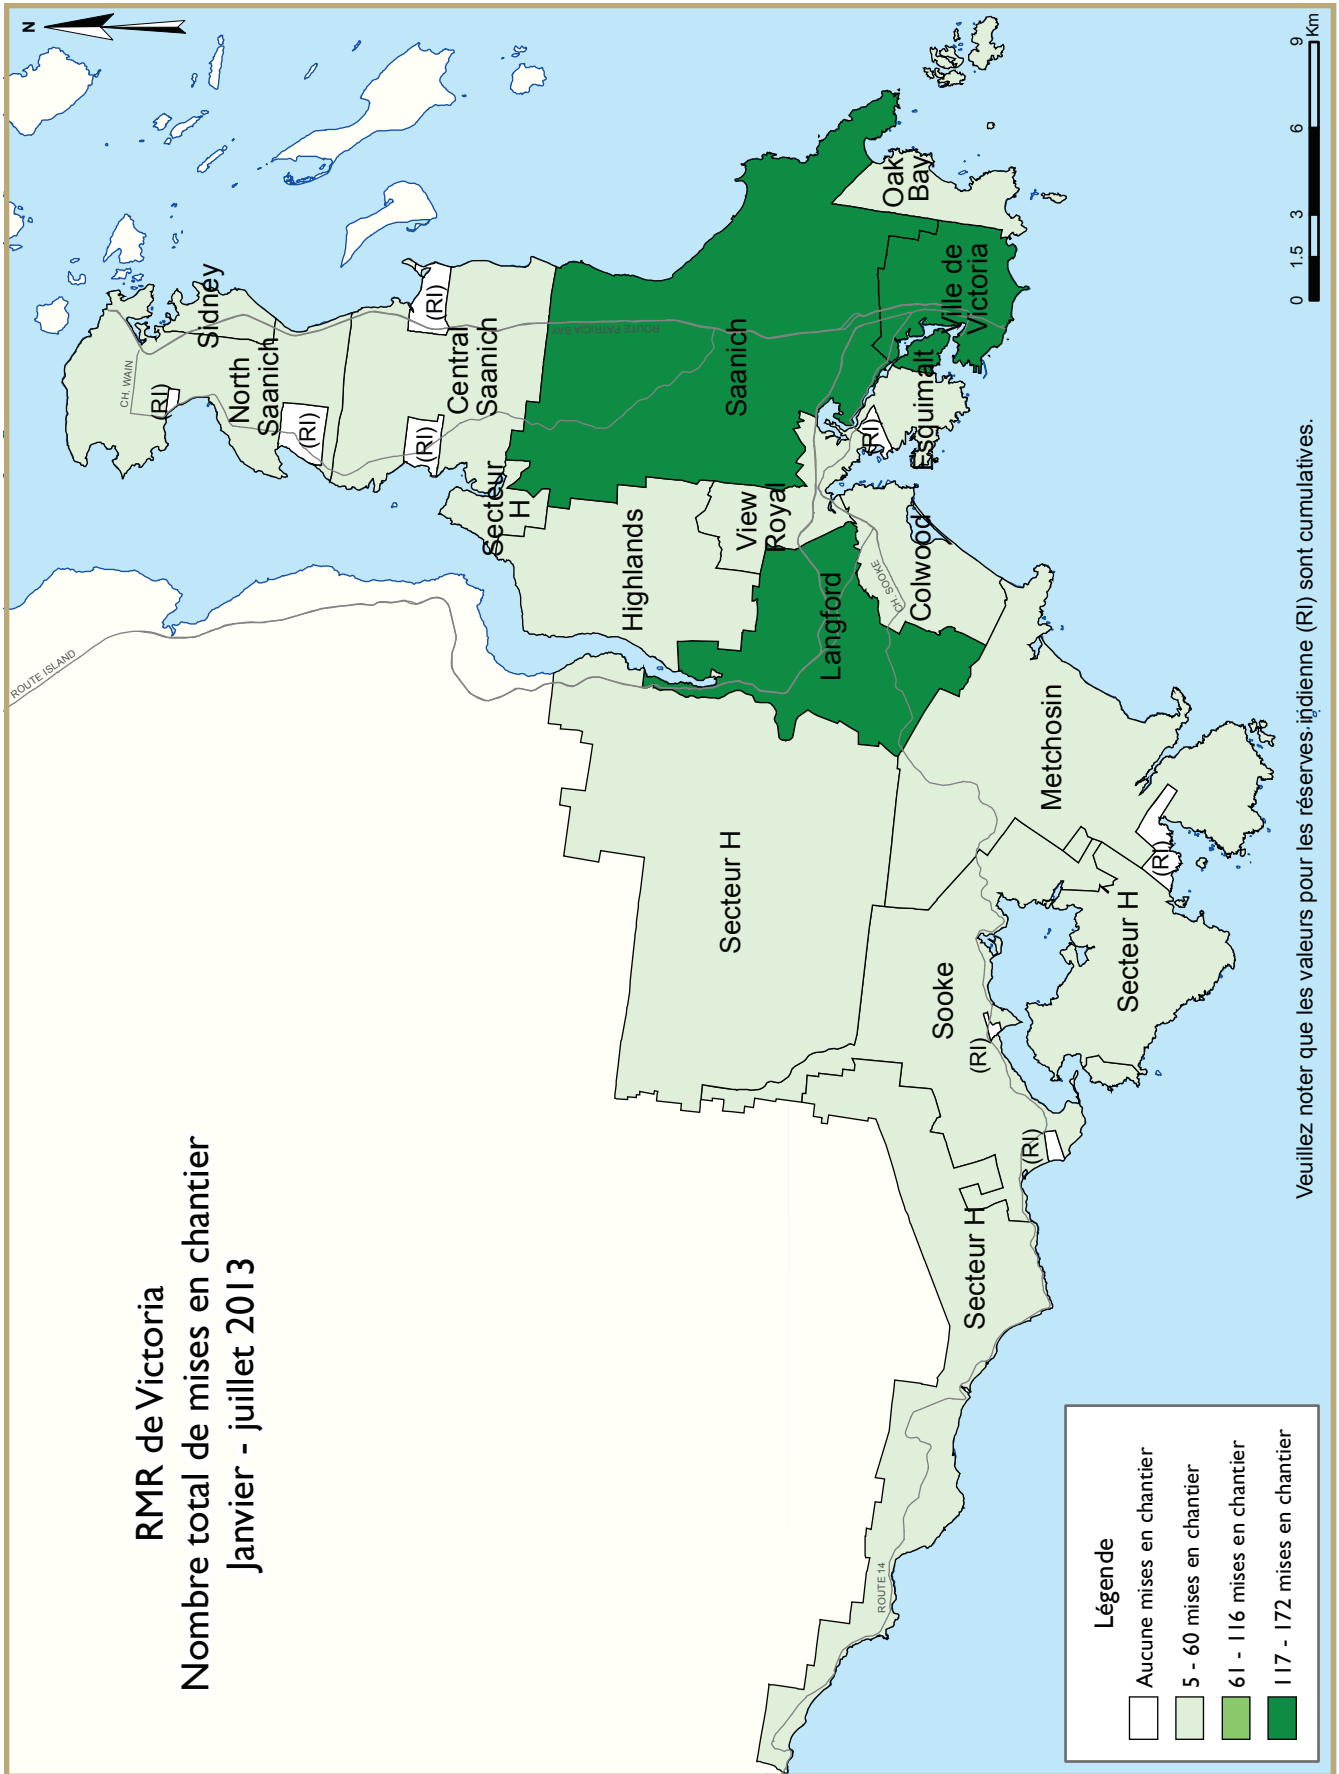 RMR de Victoria
Nombre total de mises en chantier
Janvier - juillet 2013
N
ROUTE ISLAND
CH. WAIN
(RI)
North
Saanich
Sidney
(RI)
(RI)
(RI)
Central
Saanich
Secteur
H
ROUTE PATRICIA BAY
Saanich
Highlands
View
Royal
Langford
CH. SOOKE
Colwood
(RI)
Esquimalt
Ville de
Victoria
Oak
Bay
Secteur H
Metchosin
(RI)
Sooke
(RI)
Secteur H
(RI)
Secteur H
ROUTE 14
Légende
Aucune mises en chantier
5 - 60 mises en chantier
61 - 116 mises en chantier
117 - 172 mises en chantier
0 1.5 3 6 9
Km
Veuillez noter que les valeurs pour les réserves indienne (RI) sont cumulatives.